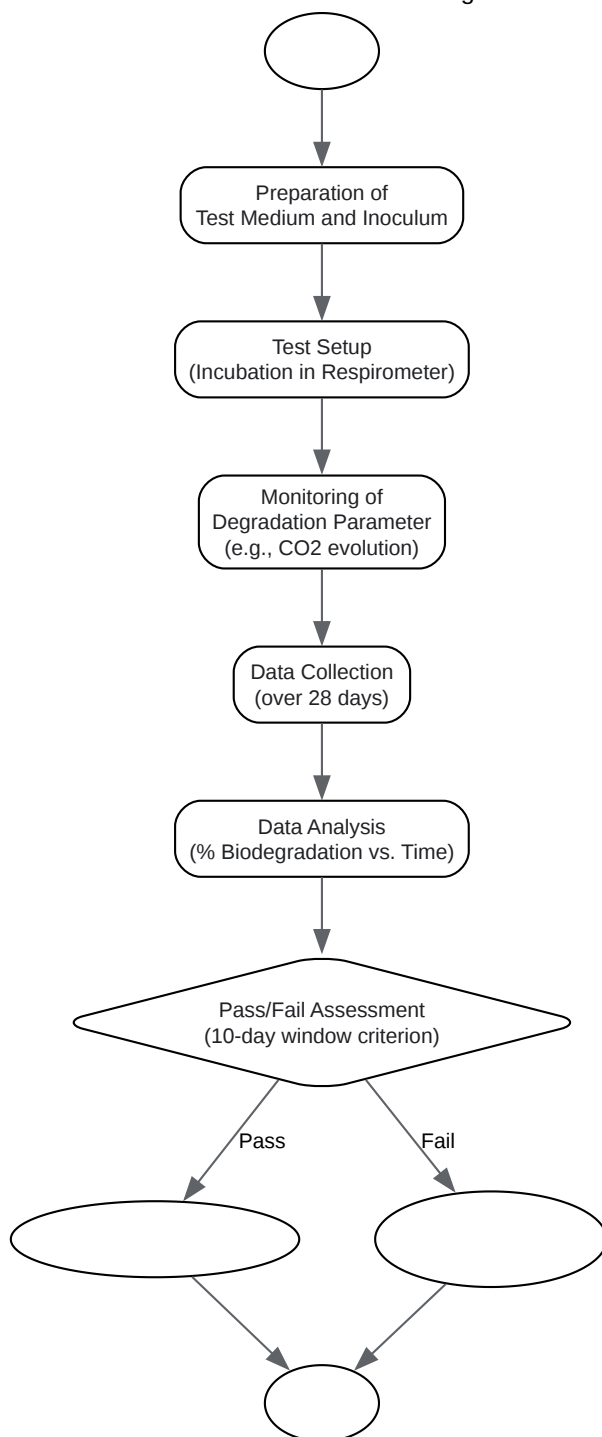 Preparation of
Test Medium and Inoculum
Test Setup
(Incubation in Respirometer)
Monitoring of
Degradation Parameter
(e.g., CO2 evolution)
Data Collection
(over 28 days)
Data Analysis
(% Biodegradation vs. Time)
Pass/Fail Assessment
(10-day window criterion)
Pass
Fail